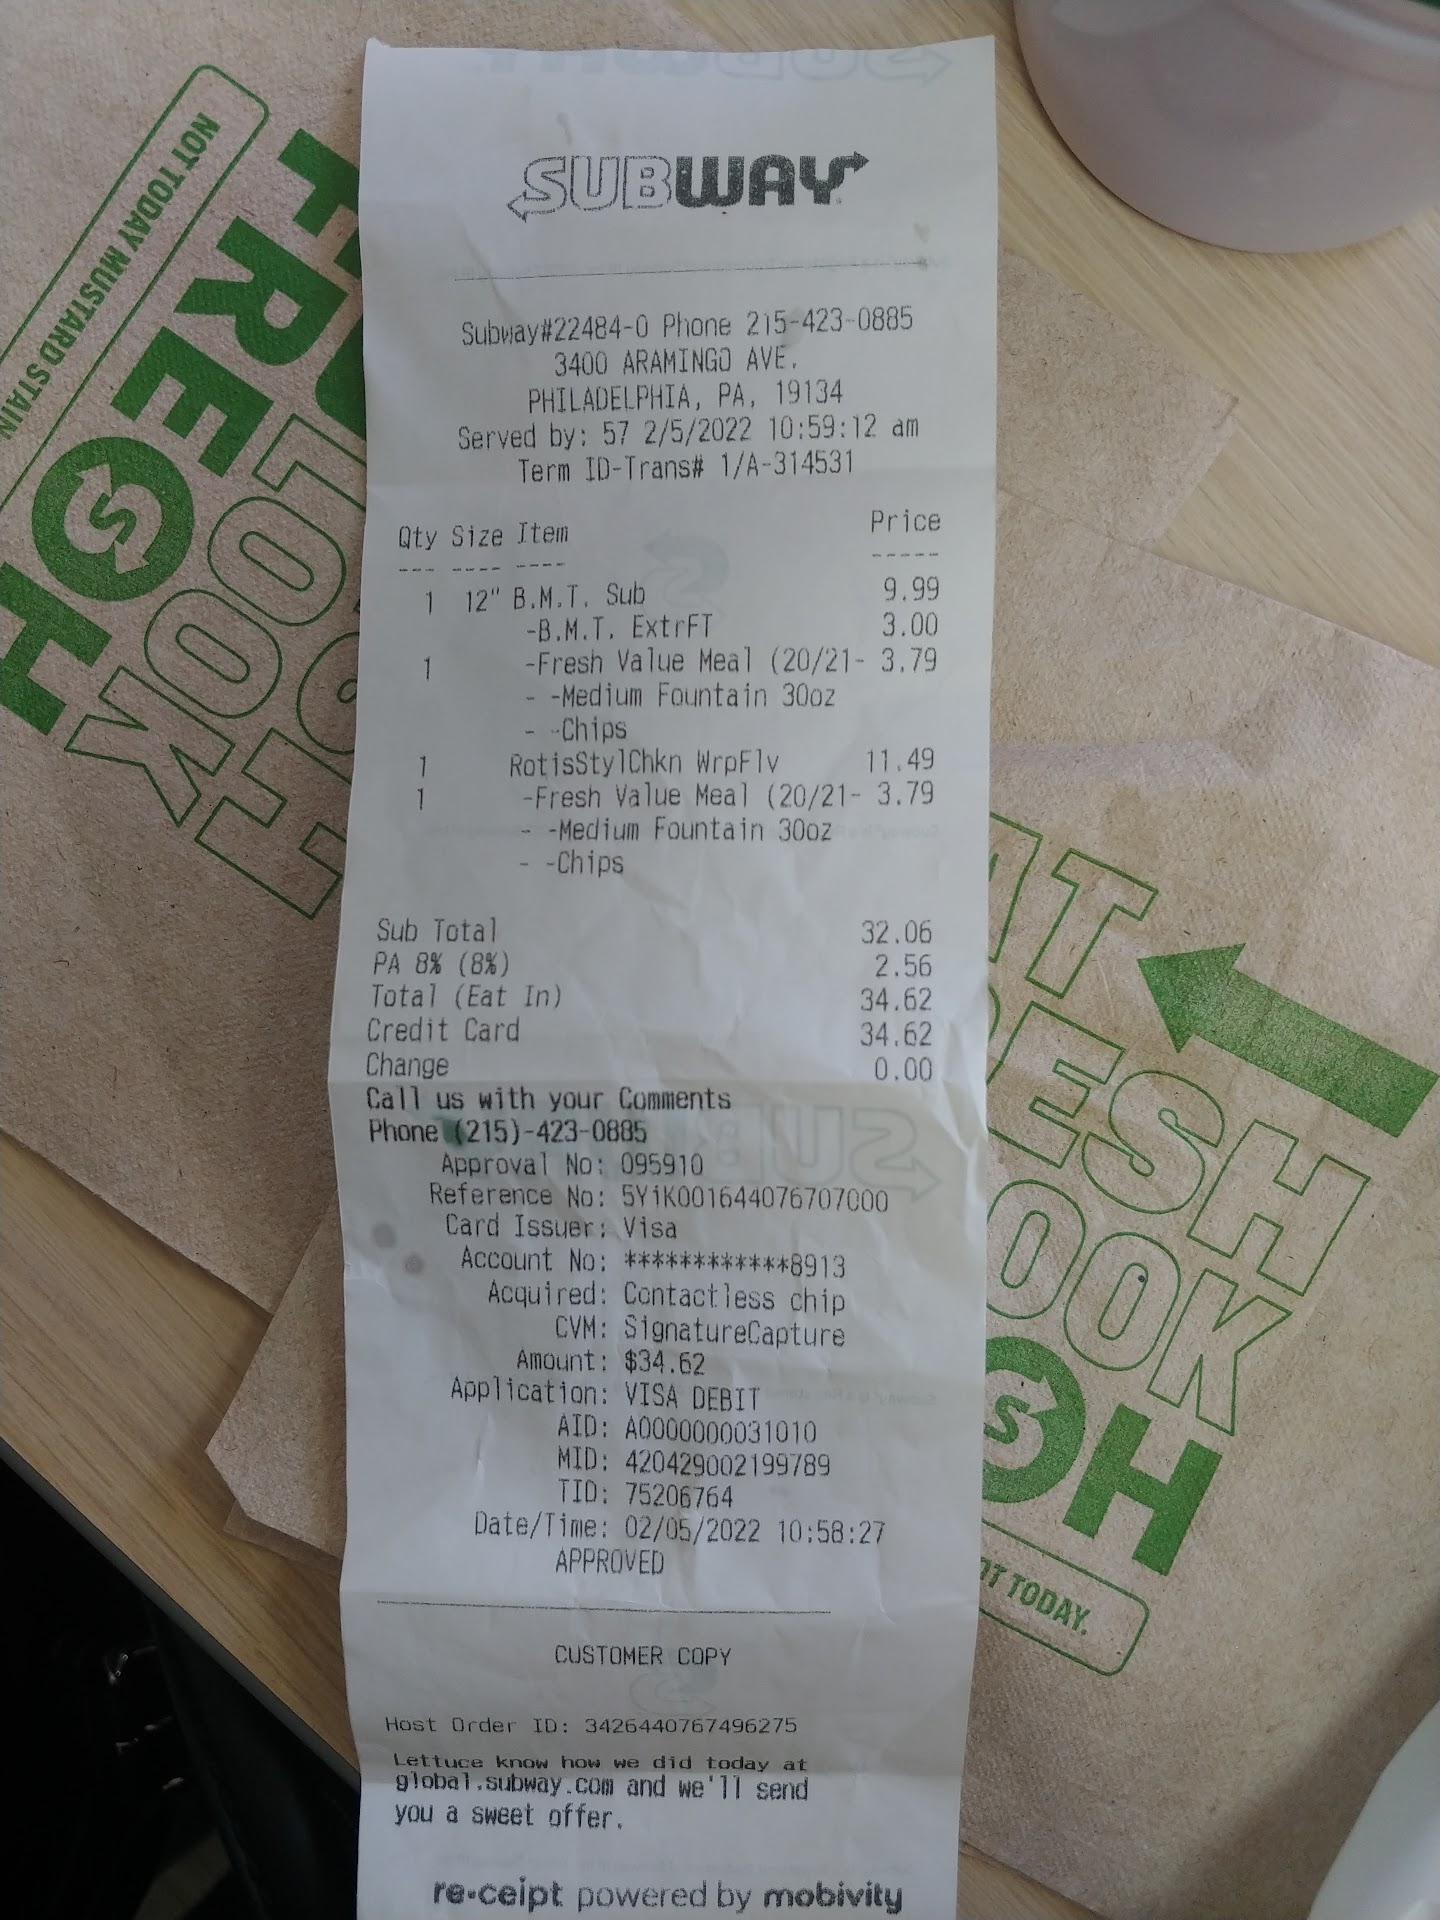 SUBWAY
Subway#22484-0 Phone 215-423-0885
3400 ARAMINGO AVE.
PHILADELPHIA, PA, 19134
Served by: 57 2/5/2022 10:59:12 am
Term ID-Trans# 1/A-314531
Qty Size Item Price
--- ---- ---- -----
1 12" B.M.T. Sub 9.99
-B.M.T. ExtrFT 3.00
1 -Fresh Value Meal (20/21- 3.79
- -Medium Fountain 30oz
- -Chips
1 RotisStylChkn WrpFlv 11.49
1 -Fresh Value Meal (20/21- 3.79
- -Medium Fountain 30oz
- -Chips
Sub Total 32.06
PA 8% (8%) 2.56
Total (Eat In) 34.62
Credit Card 34.62
Change 0.00
Call us with your Comments
Phone (215)-423-0885
Approval No: 095910
Reference No: 5YiK001644076707000
Card Issuer: Visa
Account No: ************8913
Acquired: Contactless chip
CVM: SignatureCapture
Amount: $34.62
Application: VISA DEBIT
AID: A0000000031010
MID: 420429002199789
TID: 75206764
Date/Time: 02/05/2022 10:58:27
APPROVED
CUSTOMER COPY
Host Order ID: 3426440767496275
Lettuce know how we did today at
global.subway.com and we'll send
you a sweet offer.
re•ceipt powered by mobivity
NOT TODAY MUSTARD STAIN
FRESH
LOOK
TODAY.